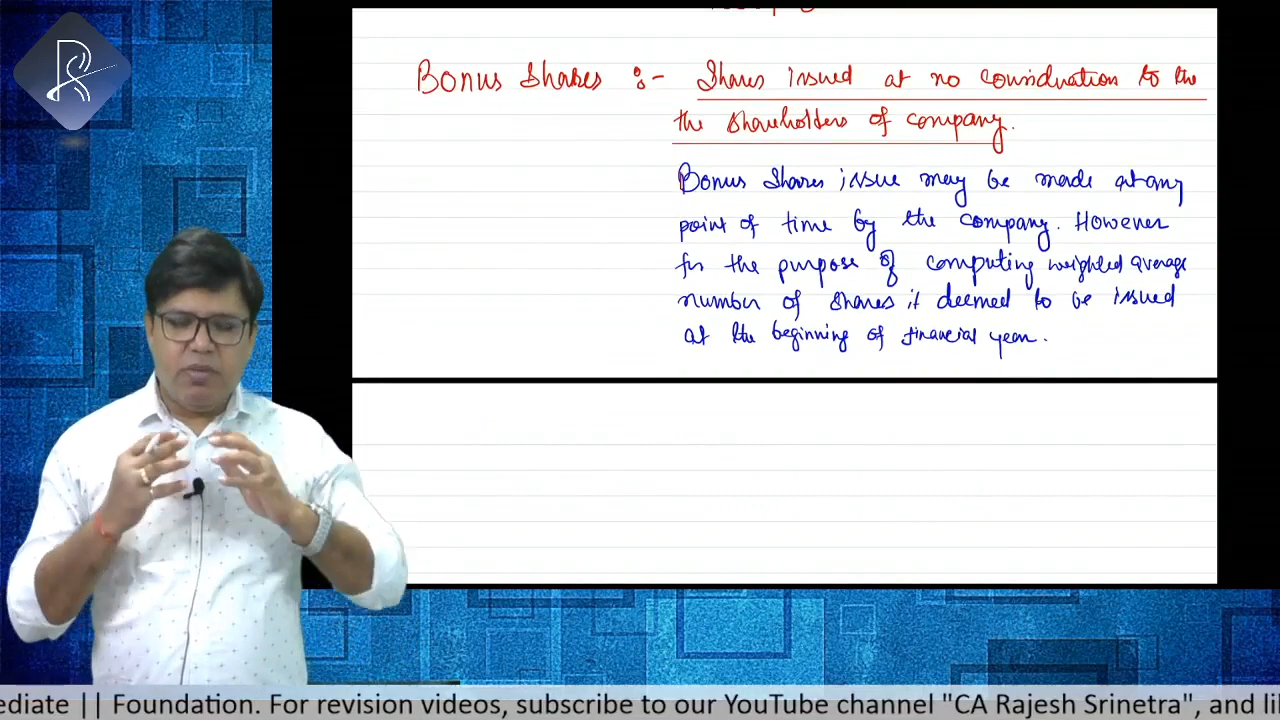 Bonus Shares :- Shares issued at no consideration to the
the shareholders of company.
Bonus Shares issue may be made at any
point of time by the company. However
for the purpose of computing weighted average
number of shares it deemed to be issued
at the beginning of financial year.
ediate || Foundation. For revision videos, subscribe to our YouTube channel "CA Rajesh Srinetra", and li